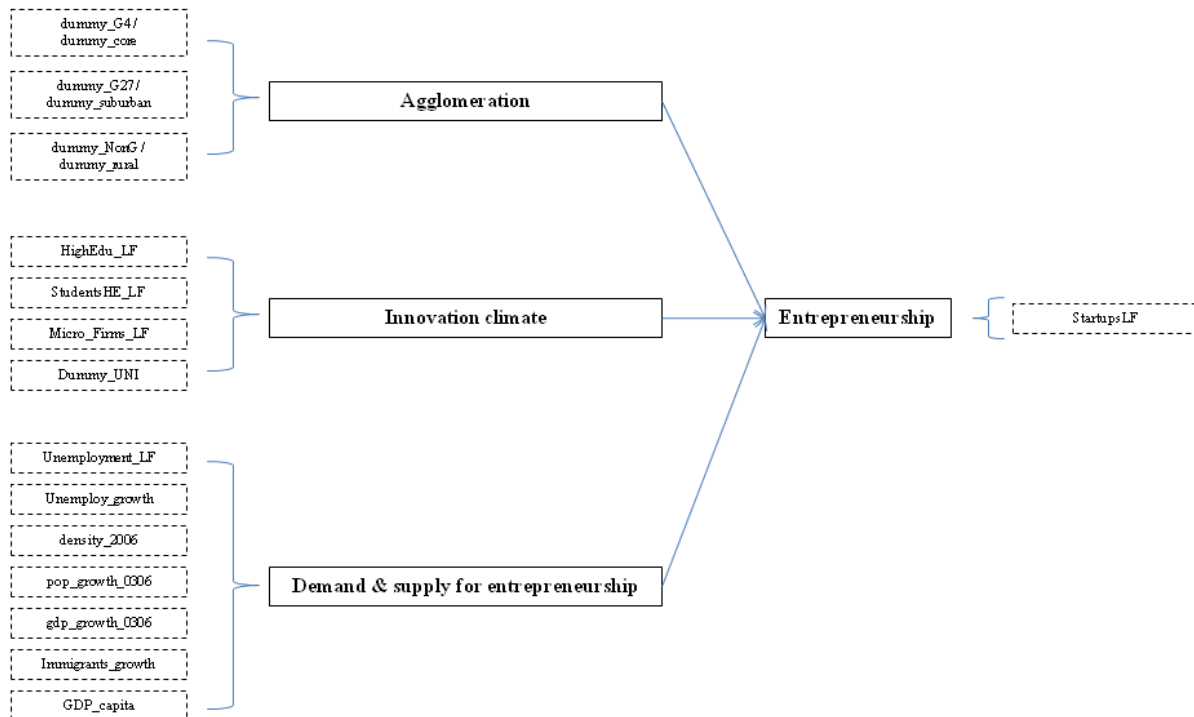 dummy_G4 /
dummy_core
dummy_G27 /
dummy_suburban
dummy_NonG /
dummy_rural
Agglomeration
HighEdu_LF
StudentsHE_LF
Micro_Firms_LF
Dummy_UNI
Innovation climate
Entrepreneurship
StartupsLF
Unemployment_LF
Unemploy_growth
density_2006
pop_growth_0306
gdp_growth_0306
Immigrants_growth
GDP_capita
Demand & supply for entrepreneurship